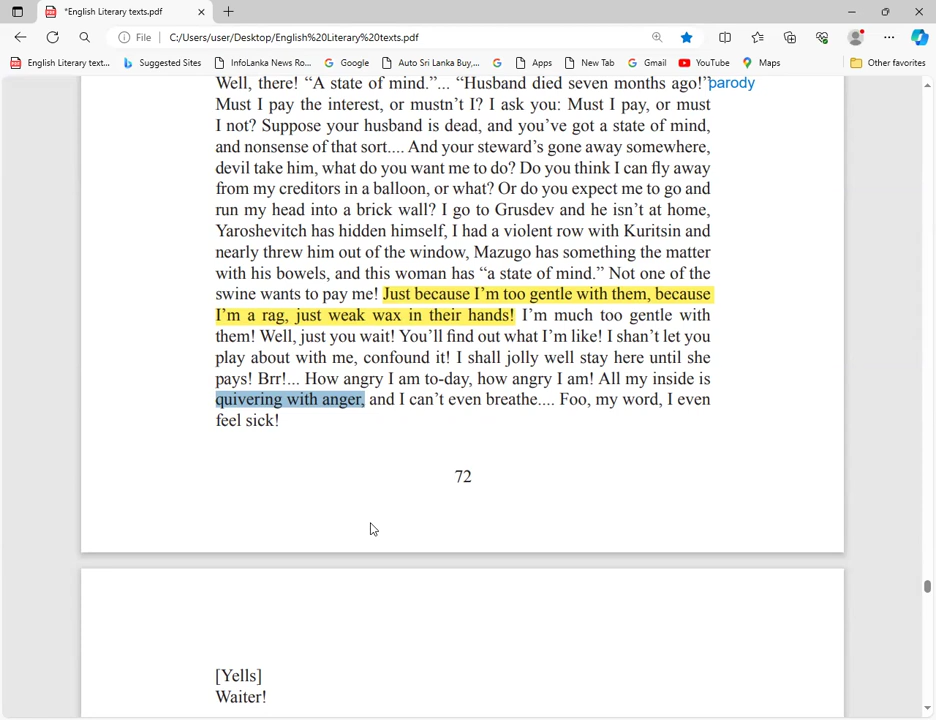 *English Literary texts.pdf
File
C:/Users/user/Desktop/English%20Literary%20texts.pdf
English Literary text...
Suggested Sites
InfoLanka News Ro...
Google
Auto Sri Lanka Buy,...
Apps
New Tab
Gmail
YouTube
Maps
Other favorites
Well, there! “A state of mind.”... “Husband died seven months ago!” parody
Must I pay the interest, or mustn’t I? I ask you: Must I pay, or must
I not? Suppose your husband is dead, and you’ve got a state of mind,
and nonsense of that sort.... And your steward’s gone away somewhere,
devil take him, what do you want me to do? Do you think I can fly away
from my creditors in a balloon, or what? Or do you expect me to go and
run my head into a brick wall? I go to Grusdev and he isn’t at home,
Yaroshevitch has hidden himself, I had a violent row with Kuritsin and
nearly threw him out of the window, Mazugo has something the matter
with his bowels, and this woman has “a state of mind.” Not one of the
swine wants to pay me! Just because I’m too gentle with them, because
I’m a rag, just weak wax in their hands! I’m much too gentle with
them! Well, just you wait! You’ll find out what I’m like! I shan’t let you
play about with me, confound it! I shall jolly well stay here until she
pays! Brr!... How angry I am to-day, how angry I am! All my inside is
quivering with anger, and I can’t even breathe.... Foo, my word, I even
feel sick!
72
[Yells]
Waiter!